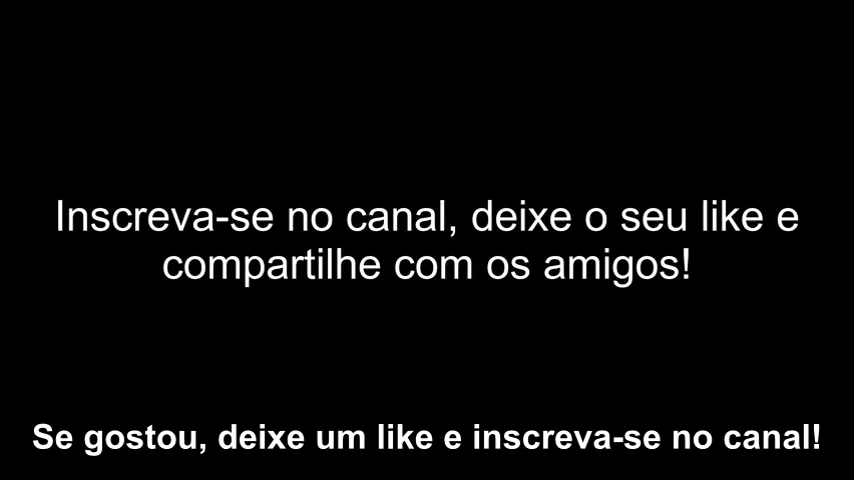 Inscreva-se no canal, deixe o seu like e
compartilhe com os amigos!
Se gostou, deixe um like e inscreva-se no canal!